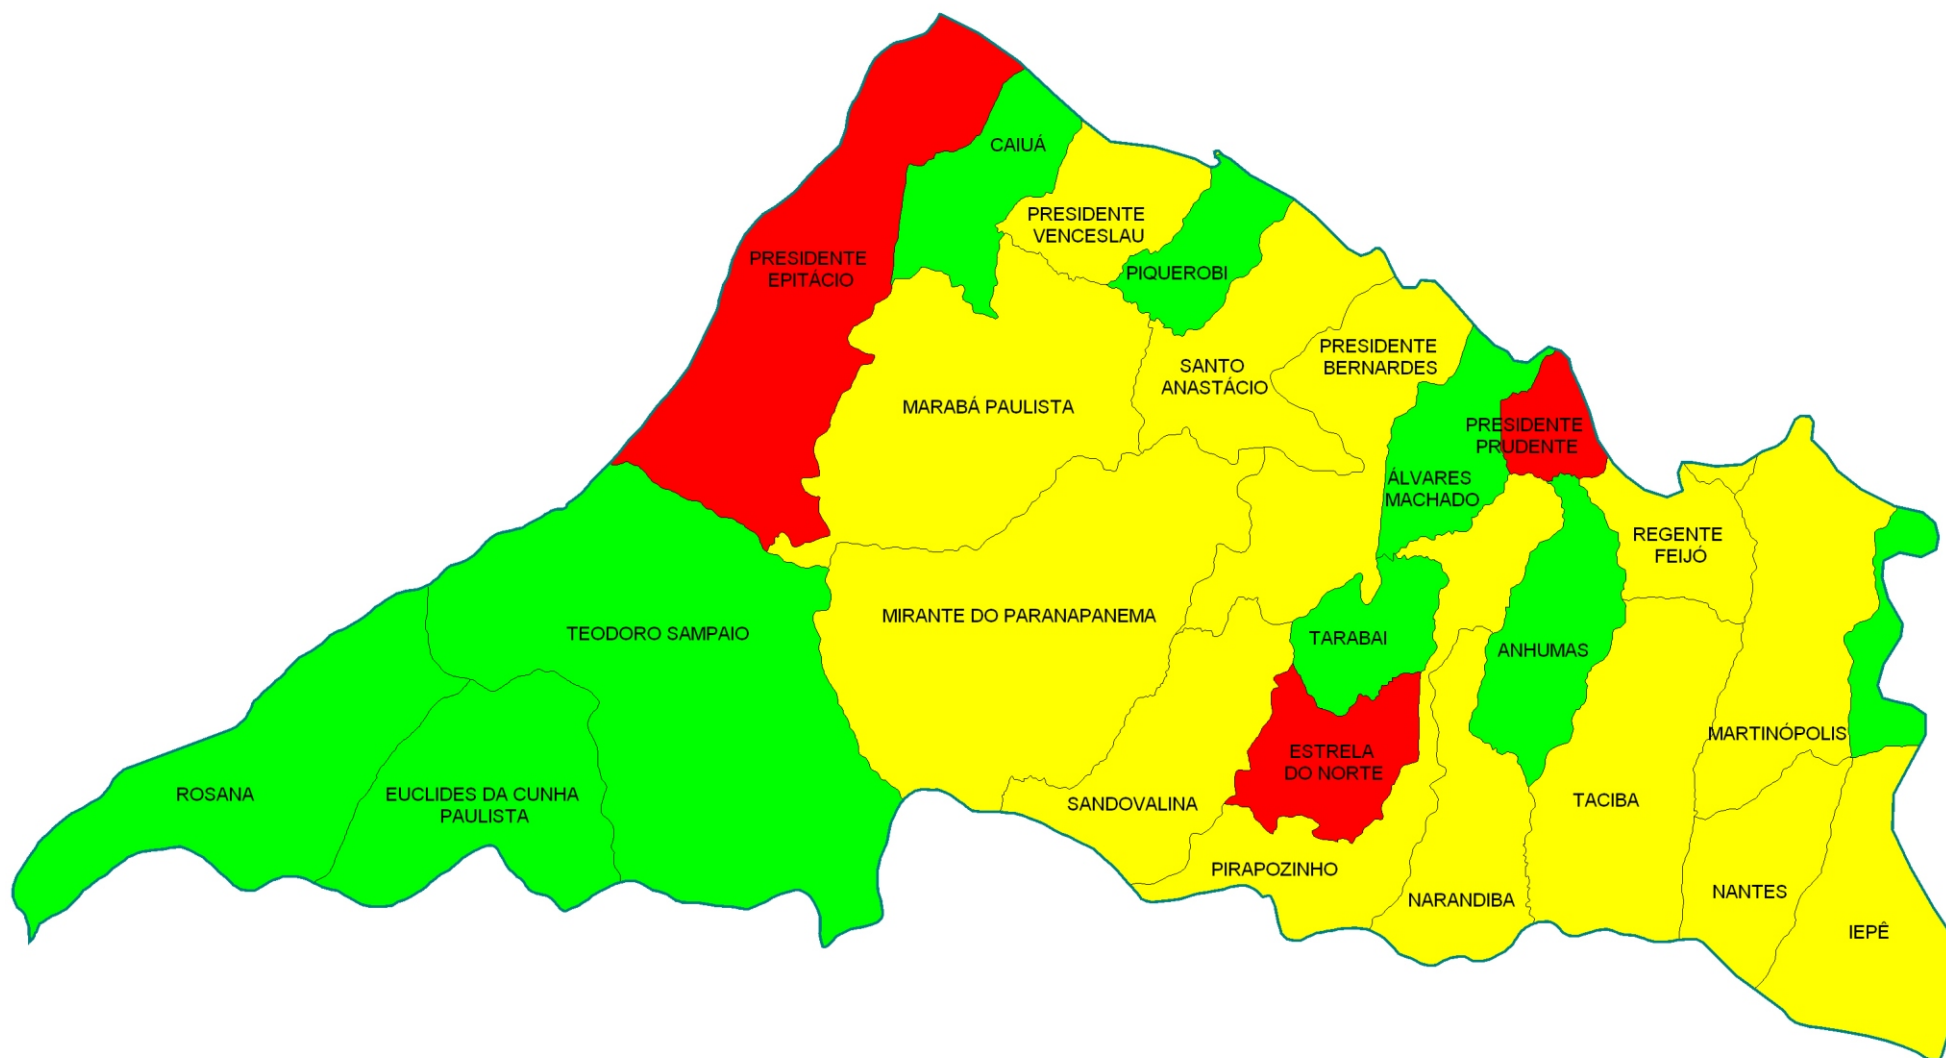 CAIUÁ
PRESIDENTE
VENCESLAU
PRESIDENTE
EPITÁCIO
PIQUEROBI
PRESIDENTE
BERNARDES
SANTO
ANASTÁCIO
MARABÁ PAULISTA
PRESIDENTE
PRUDENTE
ÁLVARES
MACHADO
REGENTE
FEIJÓ
MIRANTE DO PARANAPANEMA
TEODORO SAMPAIO
TARABAI
ANHUMAS
MARTINÓPOLIS
ESTRELA
DO NORTE
ROSANA
EUCLIDES DA CUNHA
PAULISTA
SANDOVALINA
TACIBA
PIRAPOZINHO
NARANDIBA
NANTES
IEPÊ